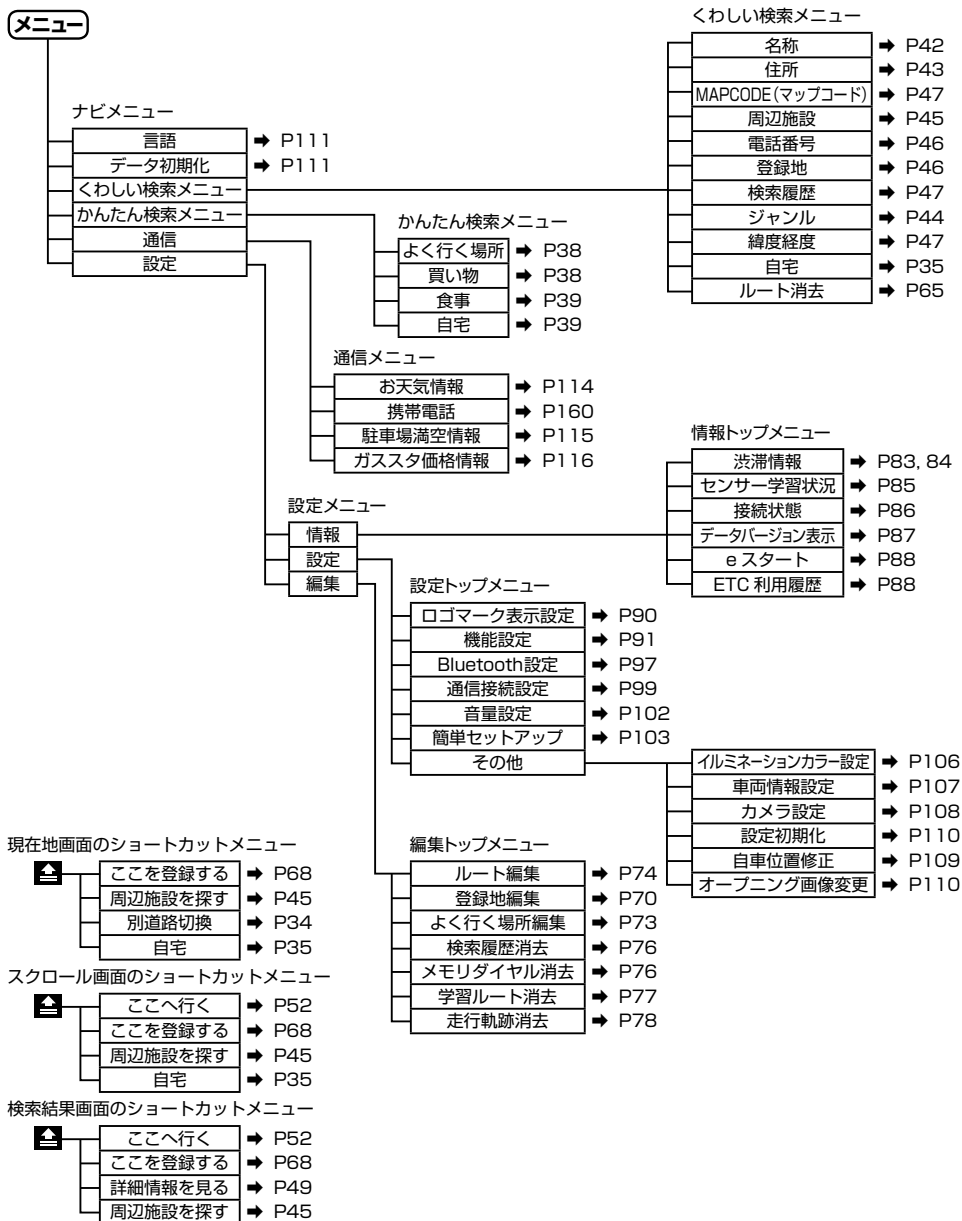 メニュー
ナビメニュー
言語 ➡ P111
データ初期化 ➡ P111
くわしい検索メニュー
かんたん検索メニュー
通信
設定
くわしい検索メニュー
名称 ➡ P42
住所 ➡ P43
MAPCODE(マップコード) ➡ P47
周辺施設 ➡ P45
電話番号 ➡ P46
登録地 ➡ P46
検索履歴 ➡ P47
ジャンル ➡ P44
緯度経度 ➡ P47
自宅 ➡ P35
ルート消去 ➡ P65
かんたん検索メニュー
よく行く場所 ➡ P38
買い物 ➡ P38
食事 ➡ P39
自宅 ➡ P39
通信メニュー
お天気情報 ➡ P114
携帯電話 ➡ P160
駐車場満空情報 ➡ P115
ガススタ価格情報 ➡ P116
設定メニュー
情報
設定
編集
情報トップメニュー
渋滞情報 ➡ P83, 84
センサー学習状況 ➡ P85
接続状態 ➡ P86
データバージョン表示 ➡ P87
e スタート ➡ P88
ETC 利用履歴 ➡ P88
設定トップメニュー
ロゴマーク表示設定 ➡ P90
機能設定 ➡ P91
Bluetooth設定 ➡ P97
通信接続設定 ➡ P99
音量設定 ➡ P102
簡単セットアップ ➡ P103
その他
イルミネーションカラー設定 ➡ P106
車両情報設定 ➡ P107
カメラ設定 ➡ P108
設定初期化 ➡ P110
自車位置修正 ➡ P109
オープニング画像変更 ➡ P110
編集トップメニュー
ルート編集 ➡ P74
登録地編集 ➡ P70
よく行く場所編集 ➡ P73
検索履歴消去 ➡ P76
メモリダイヤル消去 ➡ P76
学習ルート消去 ➡ P77
走行軌跡消去 ➡ P78
現在地画面のショートカットメニュー
ここを登録する ➡ P68
周辺施設を探す ➡ P45
別道路切換 ➡ P34
自宅 ➡ P35
スクロール画面のショートカットメニュー
ここへ行く ➡ P52
ここを登録する ➡ P68
周辺施設を探す ➡ P45
自宅 ➡ P35
検索結果画面のショートカットメニュー
ここへ行く ➡ P52
ここを登録する ➡ P68
詳細情報を見る ➡ P49
周辺施設を探す ➡ P45